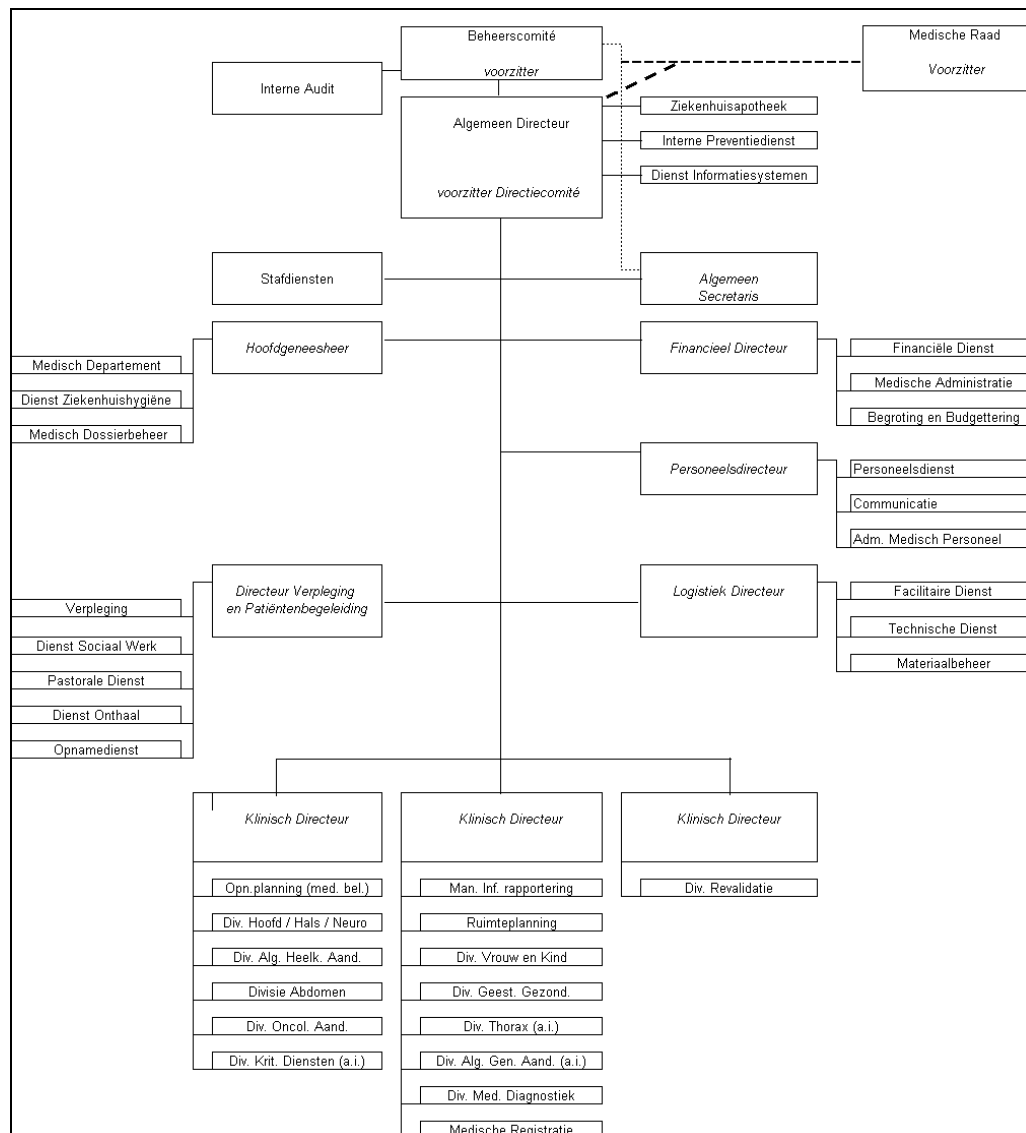 Beheerscomité
voorzitter
Medische Raad
Voorzitter
Interne Audit
Algemeen Directeur
voorzitter Directiecomité
Ziekenhuisapotheek
Interne Preventiedienst
Dienst Informatiesystemen
Stafdiensten
Algemeen
Secretaris
Hoofdgeneesheer
Medisch Departement
Dienst Ziekenhuishygiëne
Medisch Dossierbeheer
Financieel Directeur
Financiële Dienst
Medische Administratie
Begroting en Budgettering
Personeelsdirecteur
Personeelsdienst
Communicatie
Adm. Medisch Personeel
Directeur Verpleging
en Patiëntenbegeleiding
Verpleging
Dienst Sociaal Werk
Pastorale Dienst
Dienst Onthaal
Opnamedienst
Logistiek Directeur
Facilitaire Dienst
Technische Dienst
Materiaalbeheer
Klinisch Directeur
Opn.planning (med. bel.)
Div. Hoofd / Hals / Neuro
Div. Alg. Heelk. Aand.
Divisie Abdomen
Div. Oncol. Aand.
Div. Krit. Diensten (a.i.)
Klinisch Directeur
Man. Inf. rapportering
Ruimteplanning
Div. Vrouw en Kind
Div. Geest. Gezond.
Div. Thorax (a.i.)
Div. Alg. Gen. Aand. (a.i.)
Div. Med. Diagnostiek
Medische Registratie
Klinisch Directeur
Div. Revalidatie